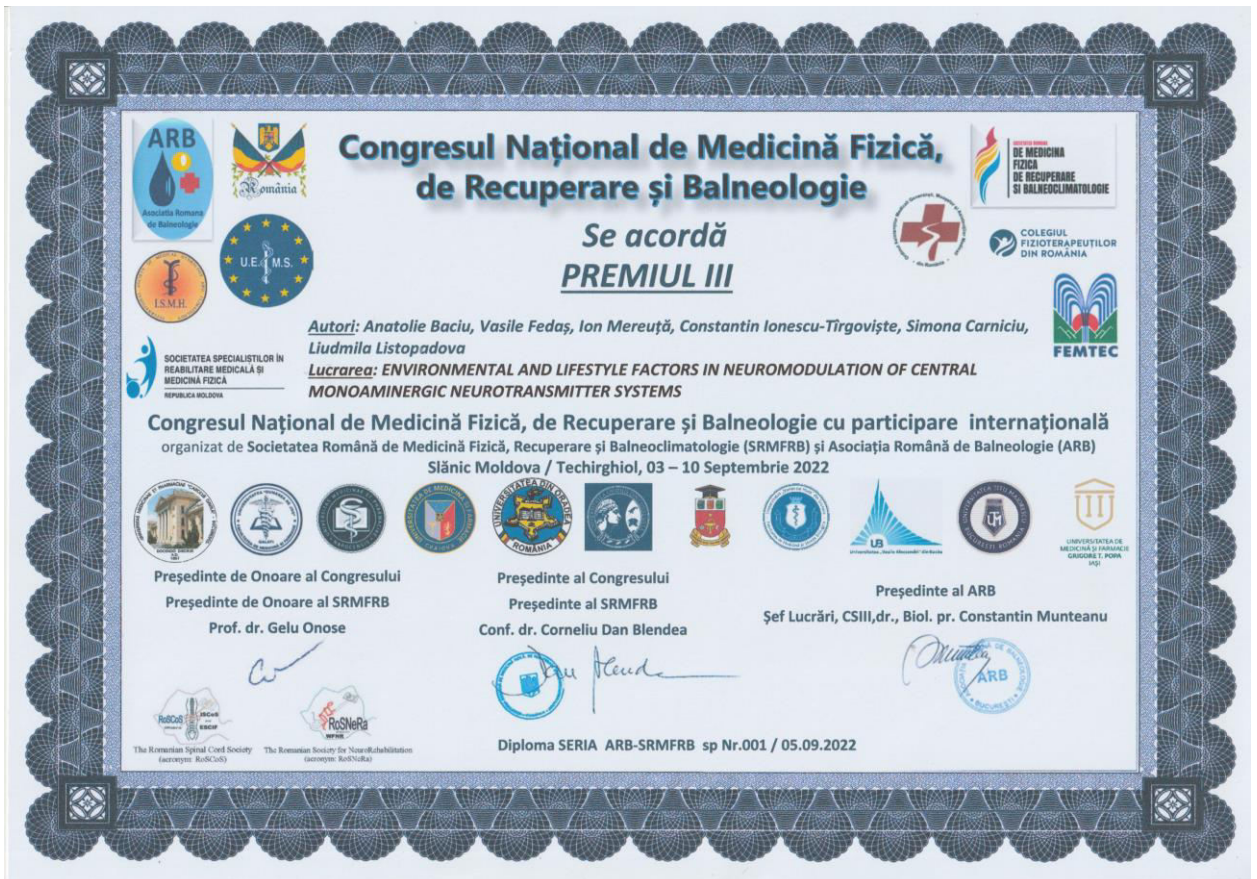 ARB
Asociatia Romana
de Balneologie
România
Congresul Național de Medicină Fizică,
de Recuperare și Balneologie
DE MEDICINA
FIZICA
DE RECUPERARE
SI BALNEOCLIMATOLOGIE
Se acordă
PREMIUL III
U.E. M.S.
I.S.M.H.
COLEGIUL
FIZIOTERAPEUȚILOR
DIN ROMÂNIA
FEMTEC
SOCIETATEA SPECIALIȘTILOR ÎN
REABILITARE MEDICALĂ ȘI
MEDICINĂ FIZICĂ
REPUBLICA MOLDOVA
Autori: Anatolie Baciu, Vasile Fedaș, Ion Mereuță, Constantin Ionescu-Tîrgoviște, Simona Carniciu,
Liudmila Listopadova
Lucrarea: ENVIRONMENTAL AND LIFESTYLE FACTORS IN NEUROMODULATION OF CENTRAL
MONOAMINERGIC NEUROTRANSMITTER SYSTEMS
Congresul Național de Medicină Fizică, de Recuperare și Balneologie cu participare internațională
organizat de Societatea Română de Medicină Fizică, Recuperare și Balneoclimatologie (SRMFRB) și Asociația Română de Balneologie (ARB)
Slănic Moldova / Techirghiol, 03 – 10 Septembrie 2022
UNIVERSITATEA DIN ORADEA
ROMÂNIA
UB
UNIVERSITATEA DE
MEDICINĂ ȘI FARMACIE
GRIGORE T. POPA
IAȘI
Președinte de Onoare al Congresului
Președinte de Onoare al SRMFRB
Prof. dr. Gelu Onose
Președinte al Congresului
Președinte al SRMFRB
Conf. dr. Corneliu Dan Blendea
Președinte al ARB
Șef Lucrări, CSIII,dr., Biol. pr. Constantin Munteanu
ARB
BUCUREȘTI
RoSCoS
ISCoS
ESCIF
RoSNeRa
WFNR
The Romanian Spinal Cord Society
(acronym: RoSCoS)
The Romanian Society for NeuroRehabilitation
(acronym: RoSNeRa)
Diploma SERIA ARB-SRMFRB sp Nr.001 / 05.09.2022